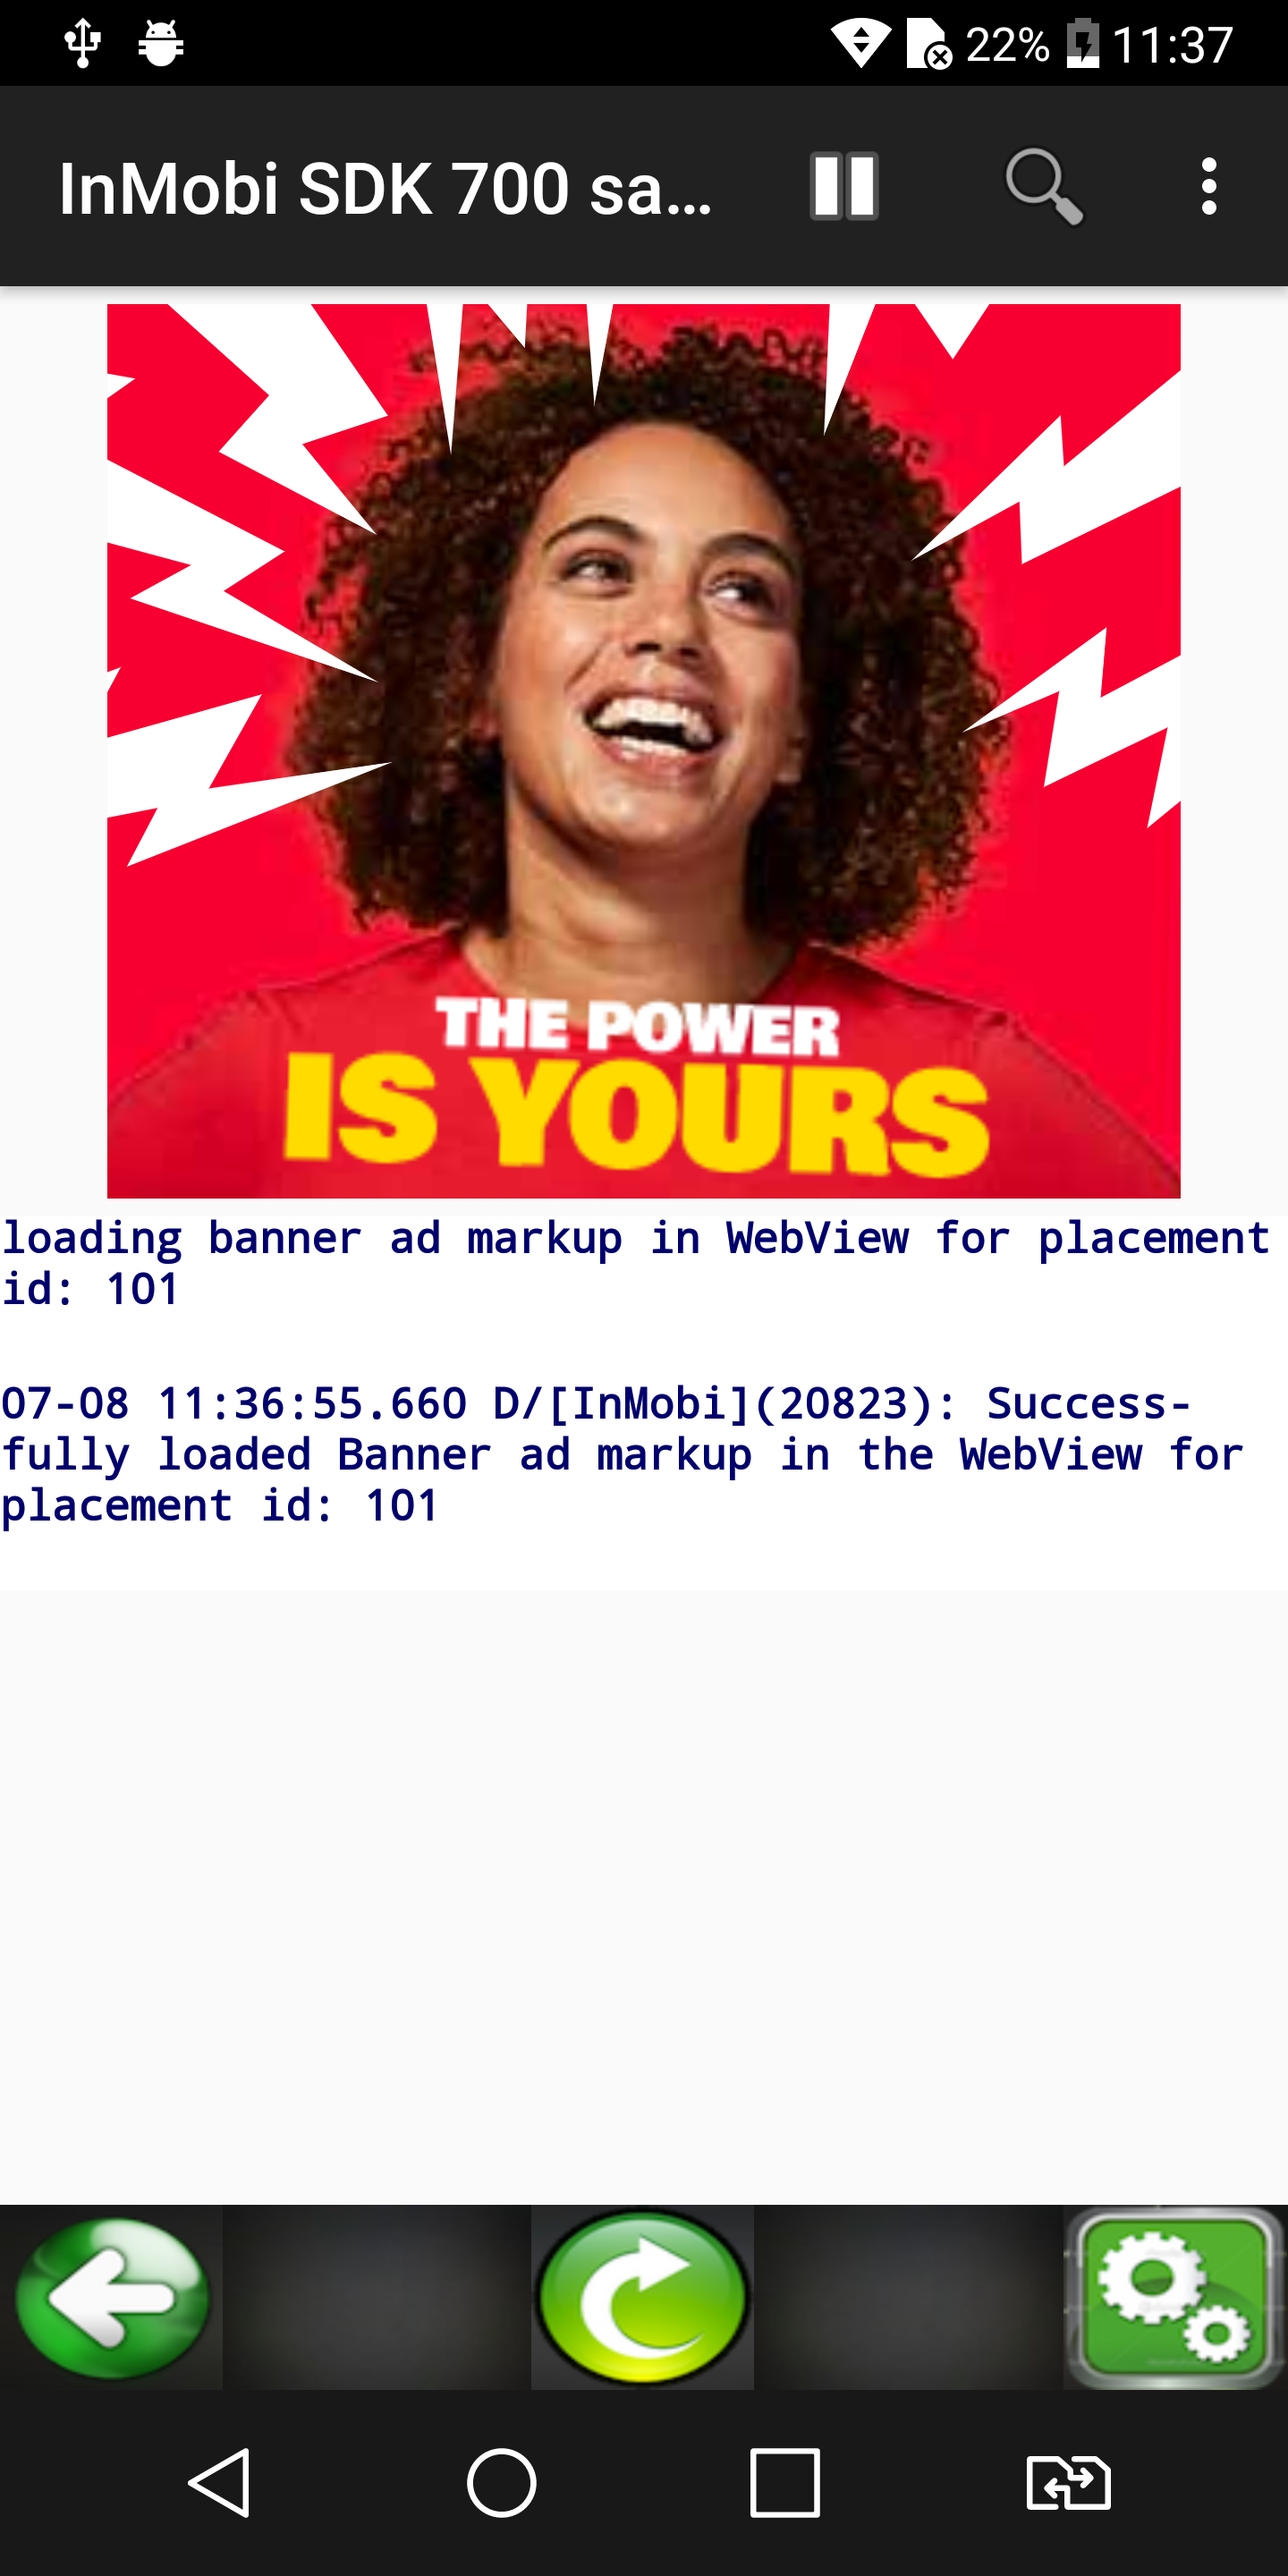 22% 11:37
InMobi SDK 700 sa...
THE POWER
IS YOURS
loading banner ad markup in WebView for placement
id: 101
07-08 11:36:55.660 D/[InMobi](20823): Success-
fully loaded Banner ad markup in the WebView for
placement id: 101